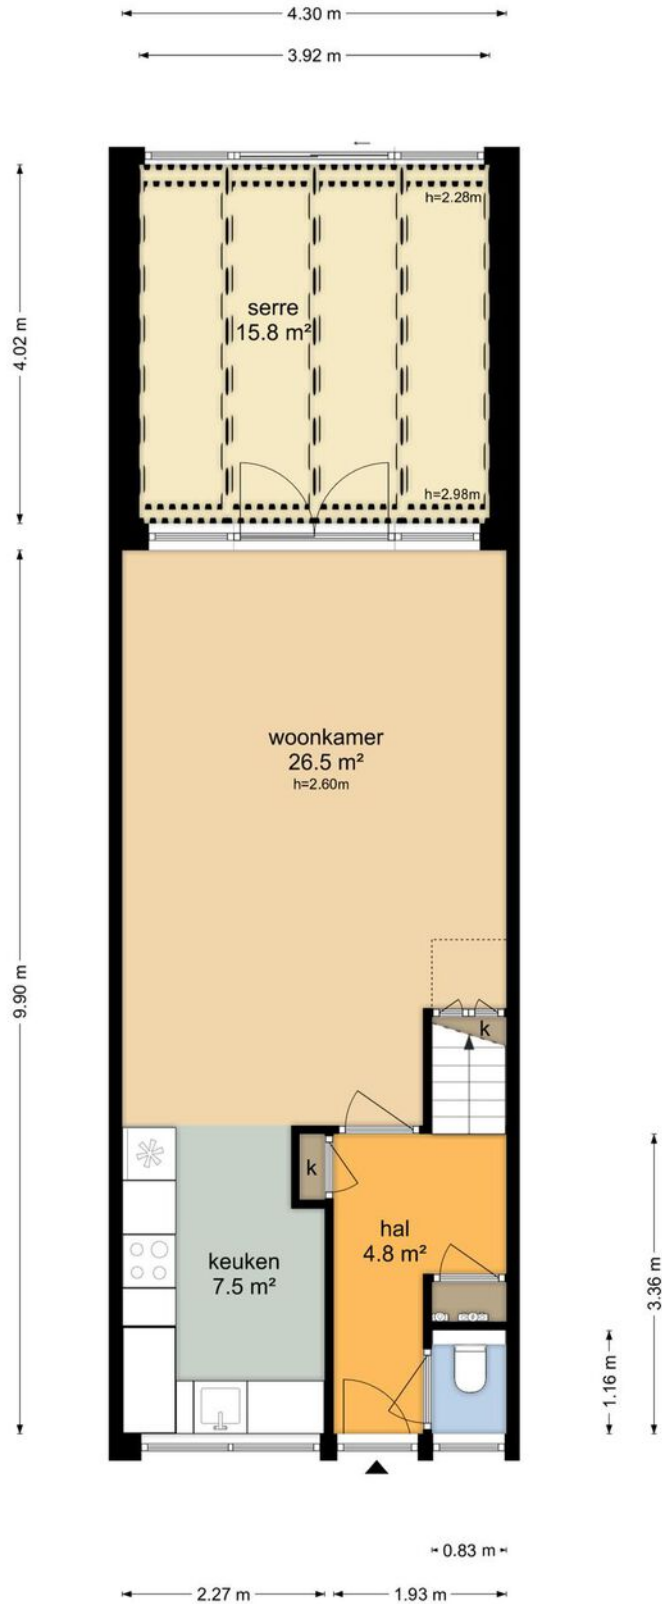 4.30 m
3.92 m
h=2.28m
serre
15.8 m²
4.02 m
h=2.98m
woonkamer
26.5 m²
h=2.60m
9.90 m
k
k
hal
4.8 m²
keuken
7.5 m²
3.36 m
1.16 m
0.83 m
2.27 m
1.93 m